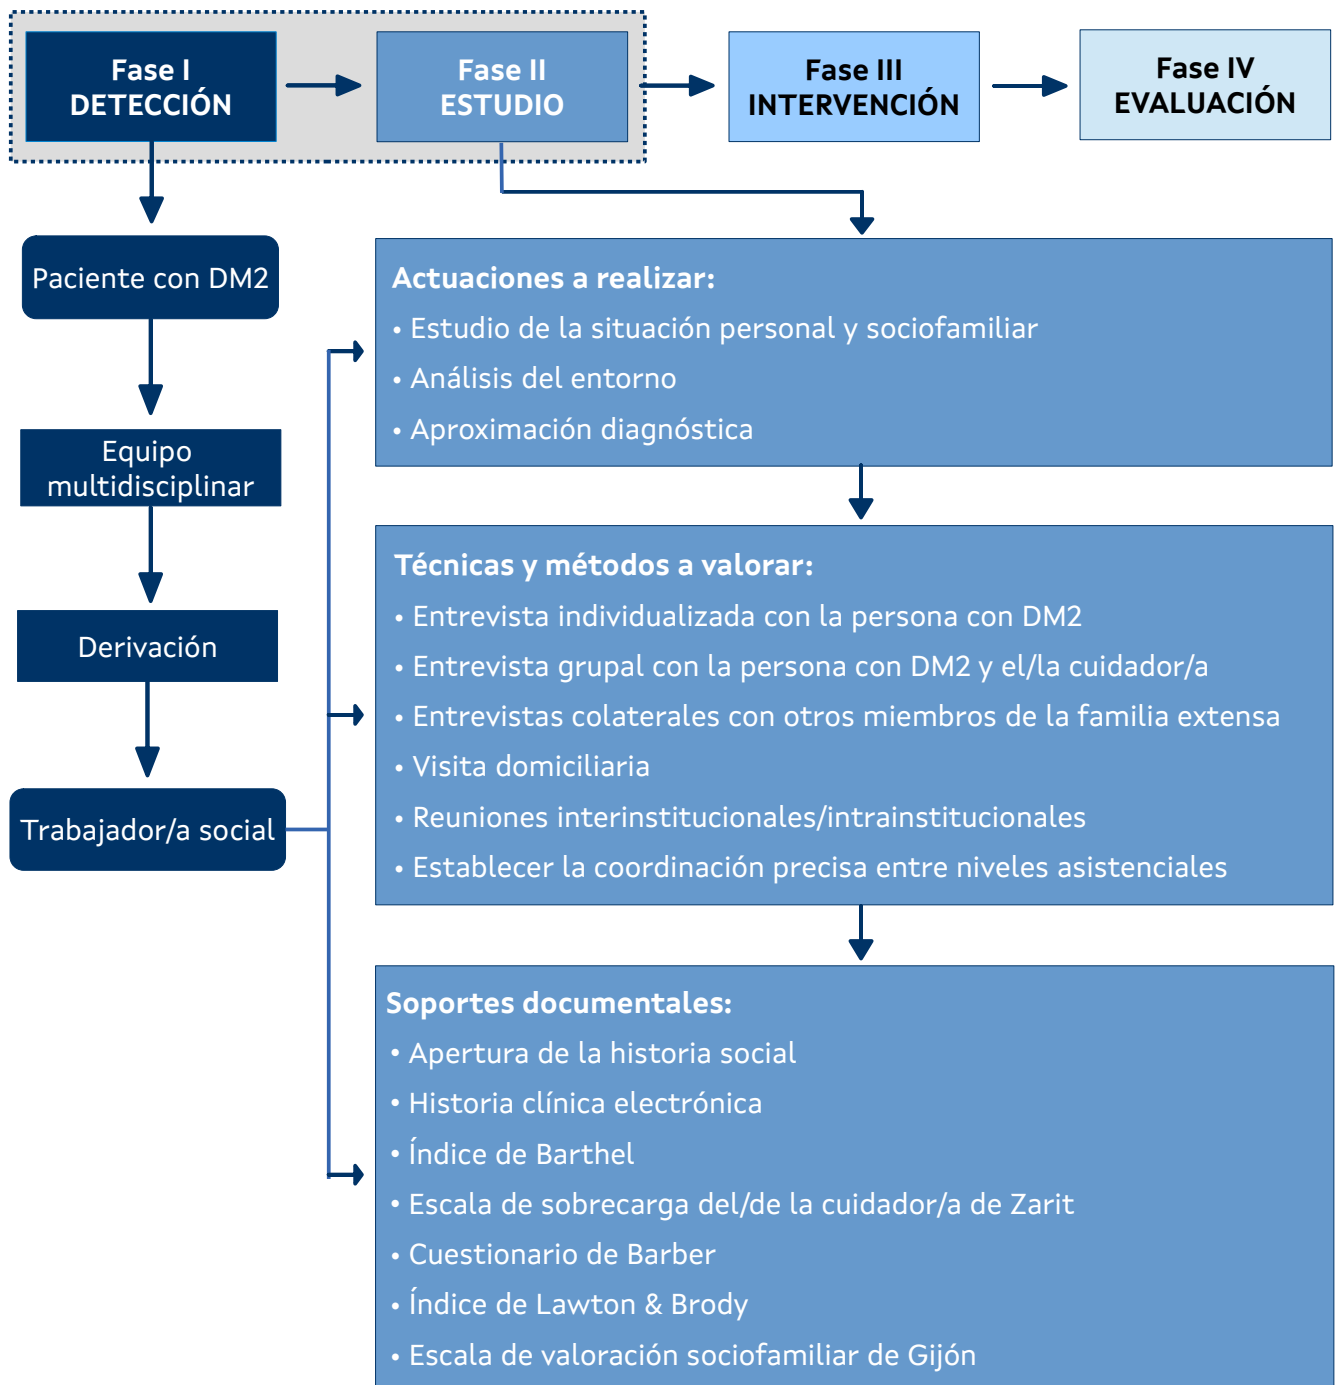 Fase I
DETECCIÓN
Fase II
ESTUDIO
Fase III
INTERVENCIÓN
Fase IV
EVALUACIÓN
Paciente con DM2
Equipo
multidisciplinar
Derivación
Trabajador/a social
Actuaciones a realizar:
• Estudio de la situación personal y sociofamiliar
• Análisis del entorno
• Aproximación diagnóstica
Técnicas y métodos a valorar:
• Entrevista individualizada con la persona con DM2
• Entrevista grupal con la persona con DM2 y el/la cuidador/a
• Entrevistas colaterales con otros miembros de la familia extensa
• Visita domiciliaria
• Reuniones interinstitucionales/intrainstitucionales
• Establecer la coordinación precisa entre niveles asistenciales
Soportes documentales:
• Apertura de la historia social
• Historia clínica electrónica
• Índice de Barthel
• Escala de sobrecarga del/de la cuidador/a de Zarit
• Cuestionario de Barber
• Índice de Lawton & Brody
• Escala de valoración sociofamiliar de Gijón